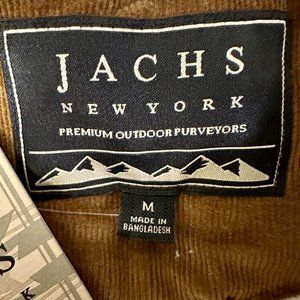 JACHS
NEW YORK
PREMIUM OUTDOOR PURVEYORS
M
MADE IN
BANGLADESH
S
K